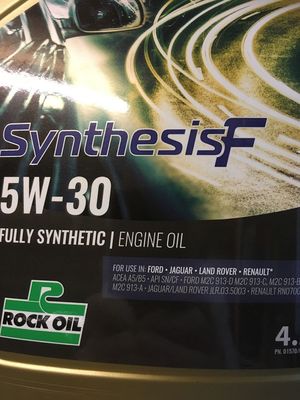 SynthesisF
5W-30
FULLY SYNTHETIC | ENGINE OIL
FOR USE IN: FORD • JAGUAR • LAND ROVER • RENAULT*
ACEA A5/B5 • API SN/CF • FORD M2C 913-D M2C 913-C, M2C 913-B
M2C 913-A • JAGUAR/LAND ROVER JLR.03.5003 • RENAULT RN0700
ROCK OIL
4.